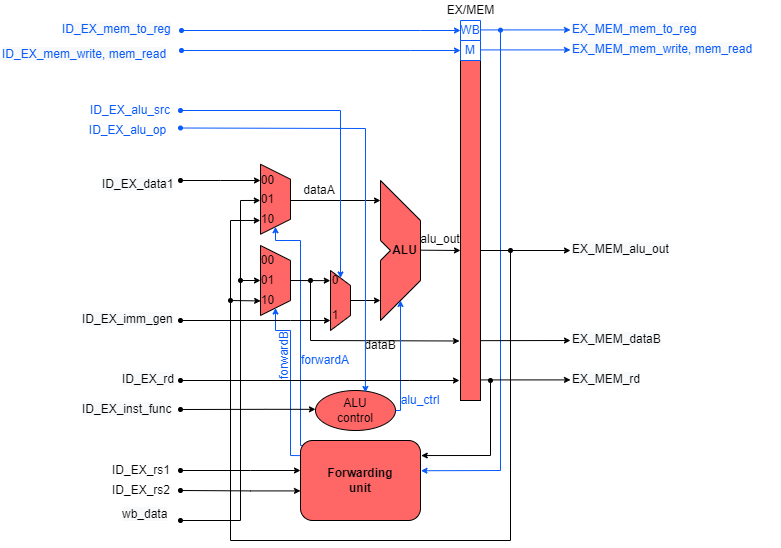 EX/MEM
ID_EX_mem_to_reg
WB
EX_MEM_mem_to_reg
ID_EX_mem_write, mem_read
M
EX_MEM_mem_write, mem_read
ID_EX_alu_src
ID_EX_alu_op
ID_EX_data1
00
dataA
01
10
alu_out
ALU
EX_MEM_alu_out
00
01
0
10
ID_EX_imm_gen
1
forwardB
forwardA
dataB
EX_MEM_dataB
ID_EX_rd
EX_MEM_rd
ID_EX_inst_func
ALU
control
alu_ctrl
ID_EX_rs1
Forwarding
unit
ID_EX_rs2
wb_data